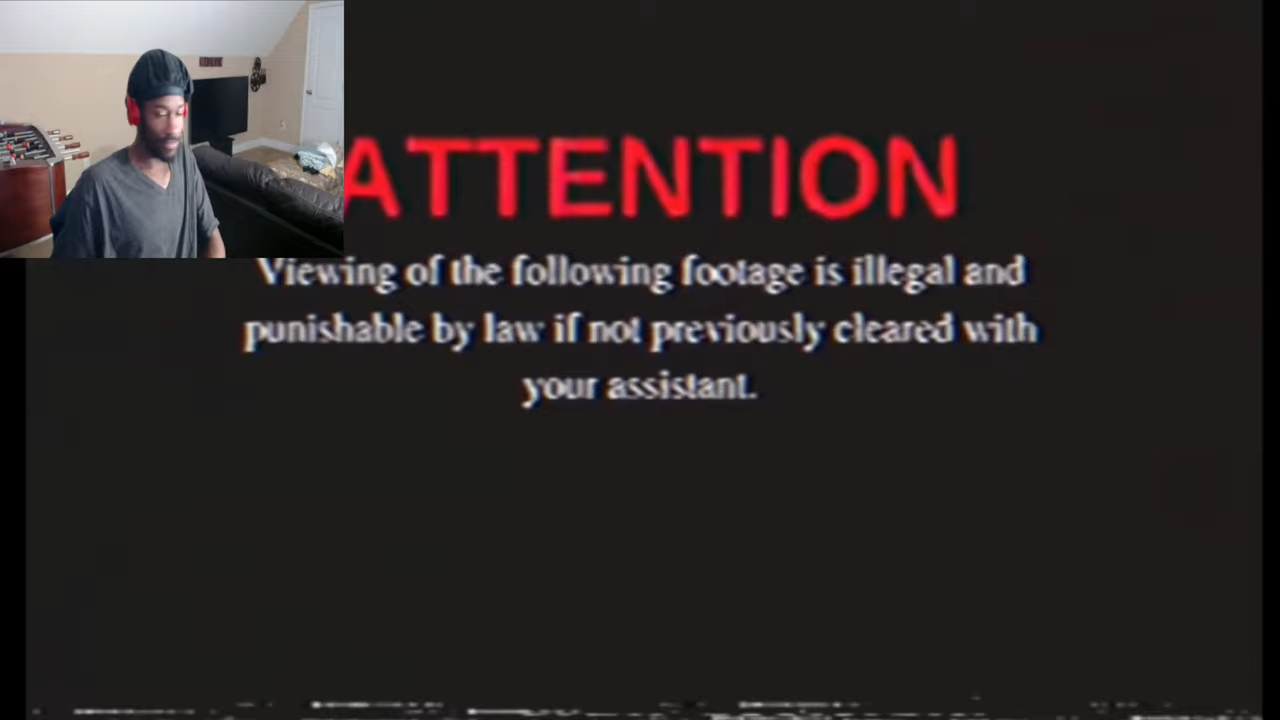 ATTENTION
Viewing of the following footage is illegal and
punishable by law if not previously cleared with
your assistant.